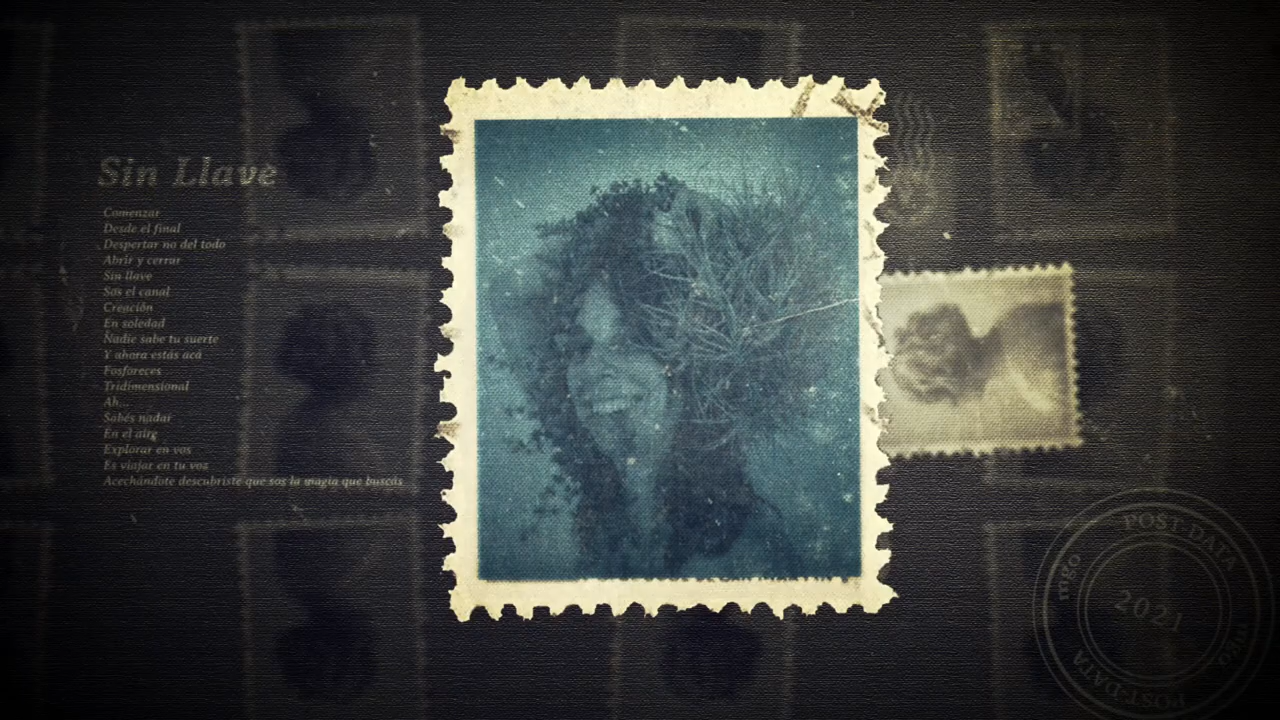 Sin Llave
Comenzar
Desde el final
Despertar no del todo
Abrir y cerrar
Sin llave
Sos el canal
Creación
En soledad
Nadie sabe tu suerte
Y ahora estás acá
Fosforeces
Tridimensional
Ah...
Sabés nadar
En el aire
Explorar en vos
Es viajar en tu voz
Acechándote descubriste que sos la magia que buscás
POST-DATA
mgo
2021
mgo
POST-DATA